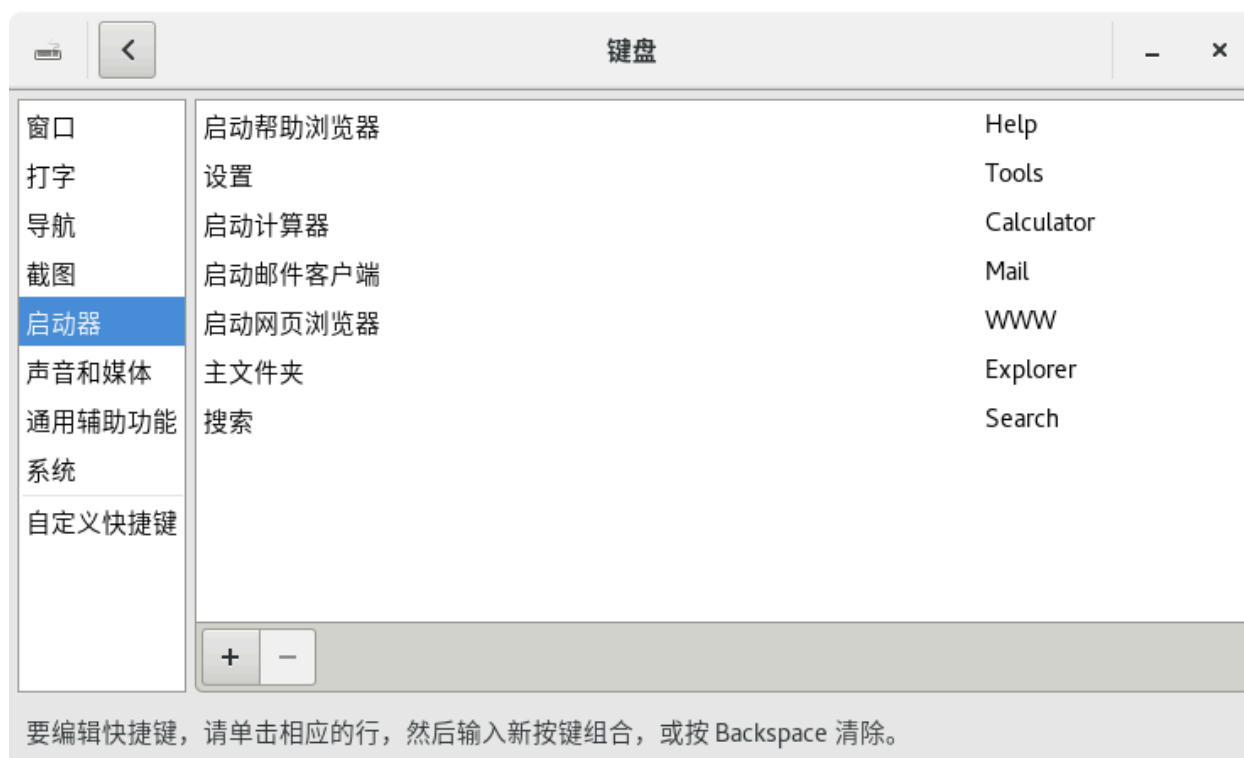 键盘
窗口
打字
导航
截图
启动器
声音和媒体
通用辅助功能
系统
自定义快捷键
启动帮助浏览器 Help
设置 Tools
启动计算器 Calculator
启动邮件客户端 Mail
启动网页浏览器 WWW
主文件夹 Explorer
搜索 Search
要编辑快捷键，请单击相应的行，然后输入新按键组合，或按 Backspace 清除。